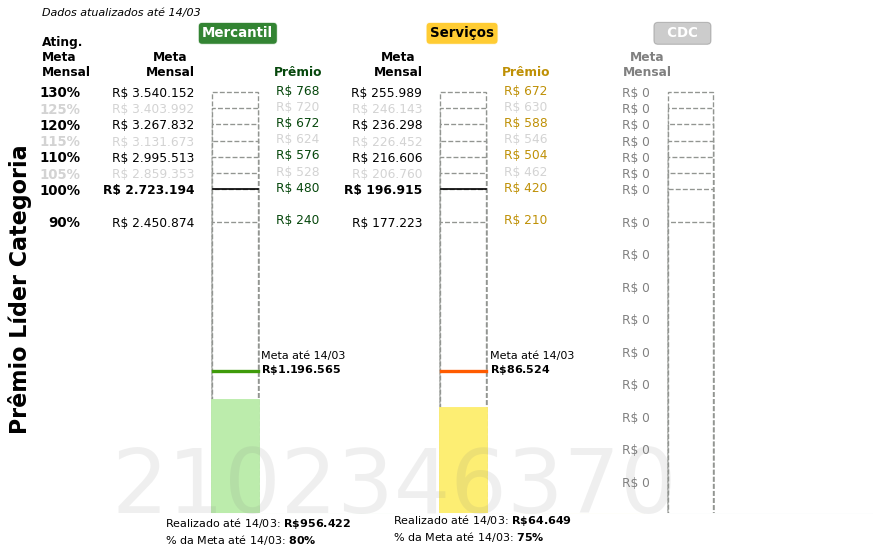 Dados atualizados até 14/03
Mercantil Serviços CDC
Ating. Meta Mensal
Meta Mensal Prêmio Meta Mensal Prêmio Meta Mensal
130% R$ 3.540.152 R$ 768 R$ 255.989 R$ 672 R$ 0
125% R$ 3.403.992 R$ 720 R$ 246.143 R$ 630 R$ 0
120% R$ 3.267.832 R$ 672 R$ 236.298 R$ 588 R$ 0
115% R$ 3.131.673 R$ 624 R$ 226.452 R$ 546 R$ 0
110% R$ 2.995.513 R$ 576 R$ 216.606 R$ 504 R$ 0
105% R$ 2.859.353 R$ 528 R$ 206.760 R$ 462 R$ 0
100% R$ 2.723.194 R$ 480 R$ 196.915 R$ 420 R$ 0
90% R$ 2.450.874 R$ 240 R$ 177.223 R$ 210 R$ 0
R$ 0
R$ 0
R$ 0
R$ 0
R$ 0
R$ 0
R$ 0
R$ 0
Prêmio Líder Categoria
Meta até 14/03
R$1.196.565
Meta até 14/03
R$86.524
2102346370
Realizado até 14/03: R$956.422
% da Meta até 14/03: 80%
Realizado até 14/03: R$64.649
% da Meta até 14/03: 75%